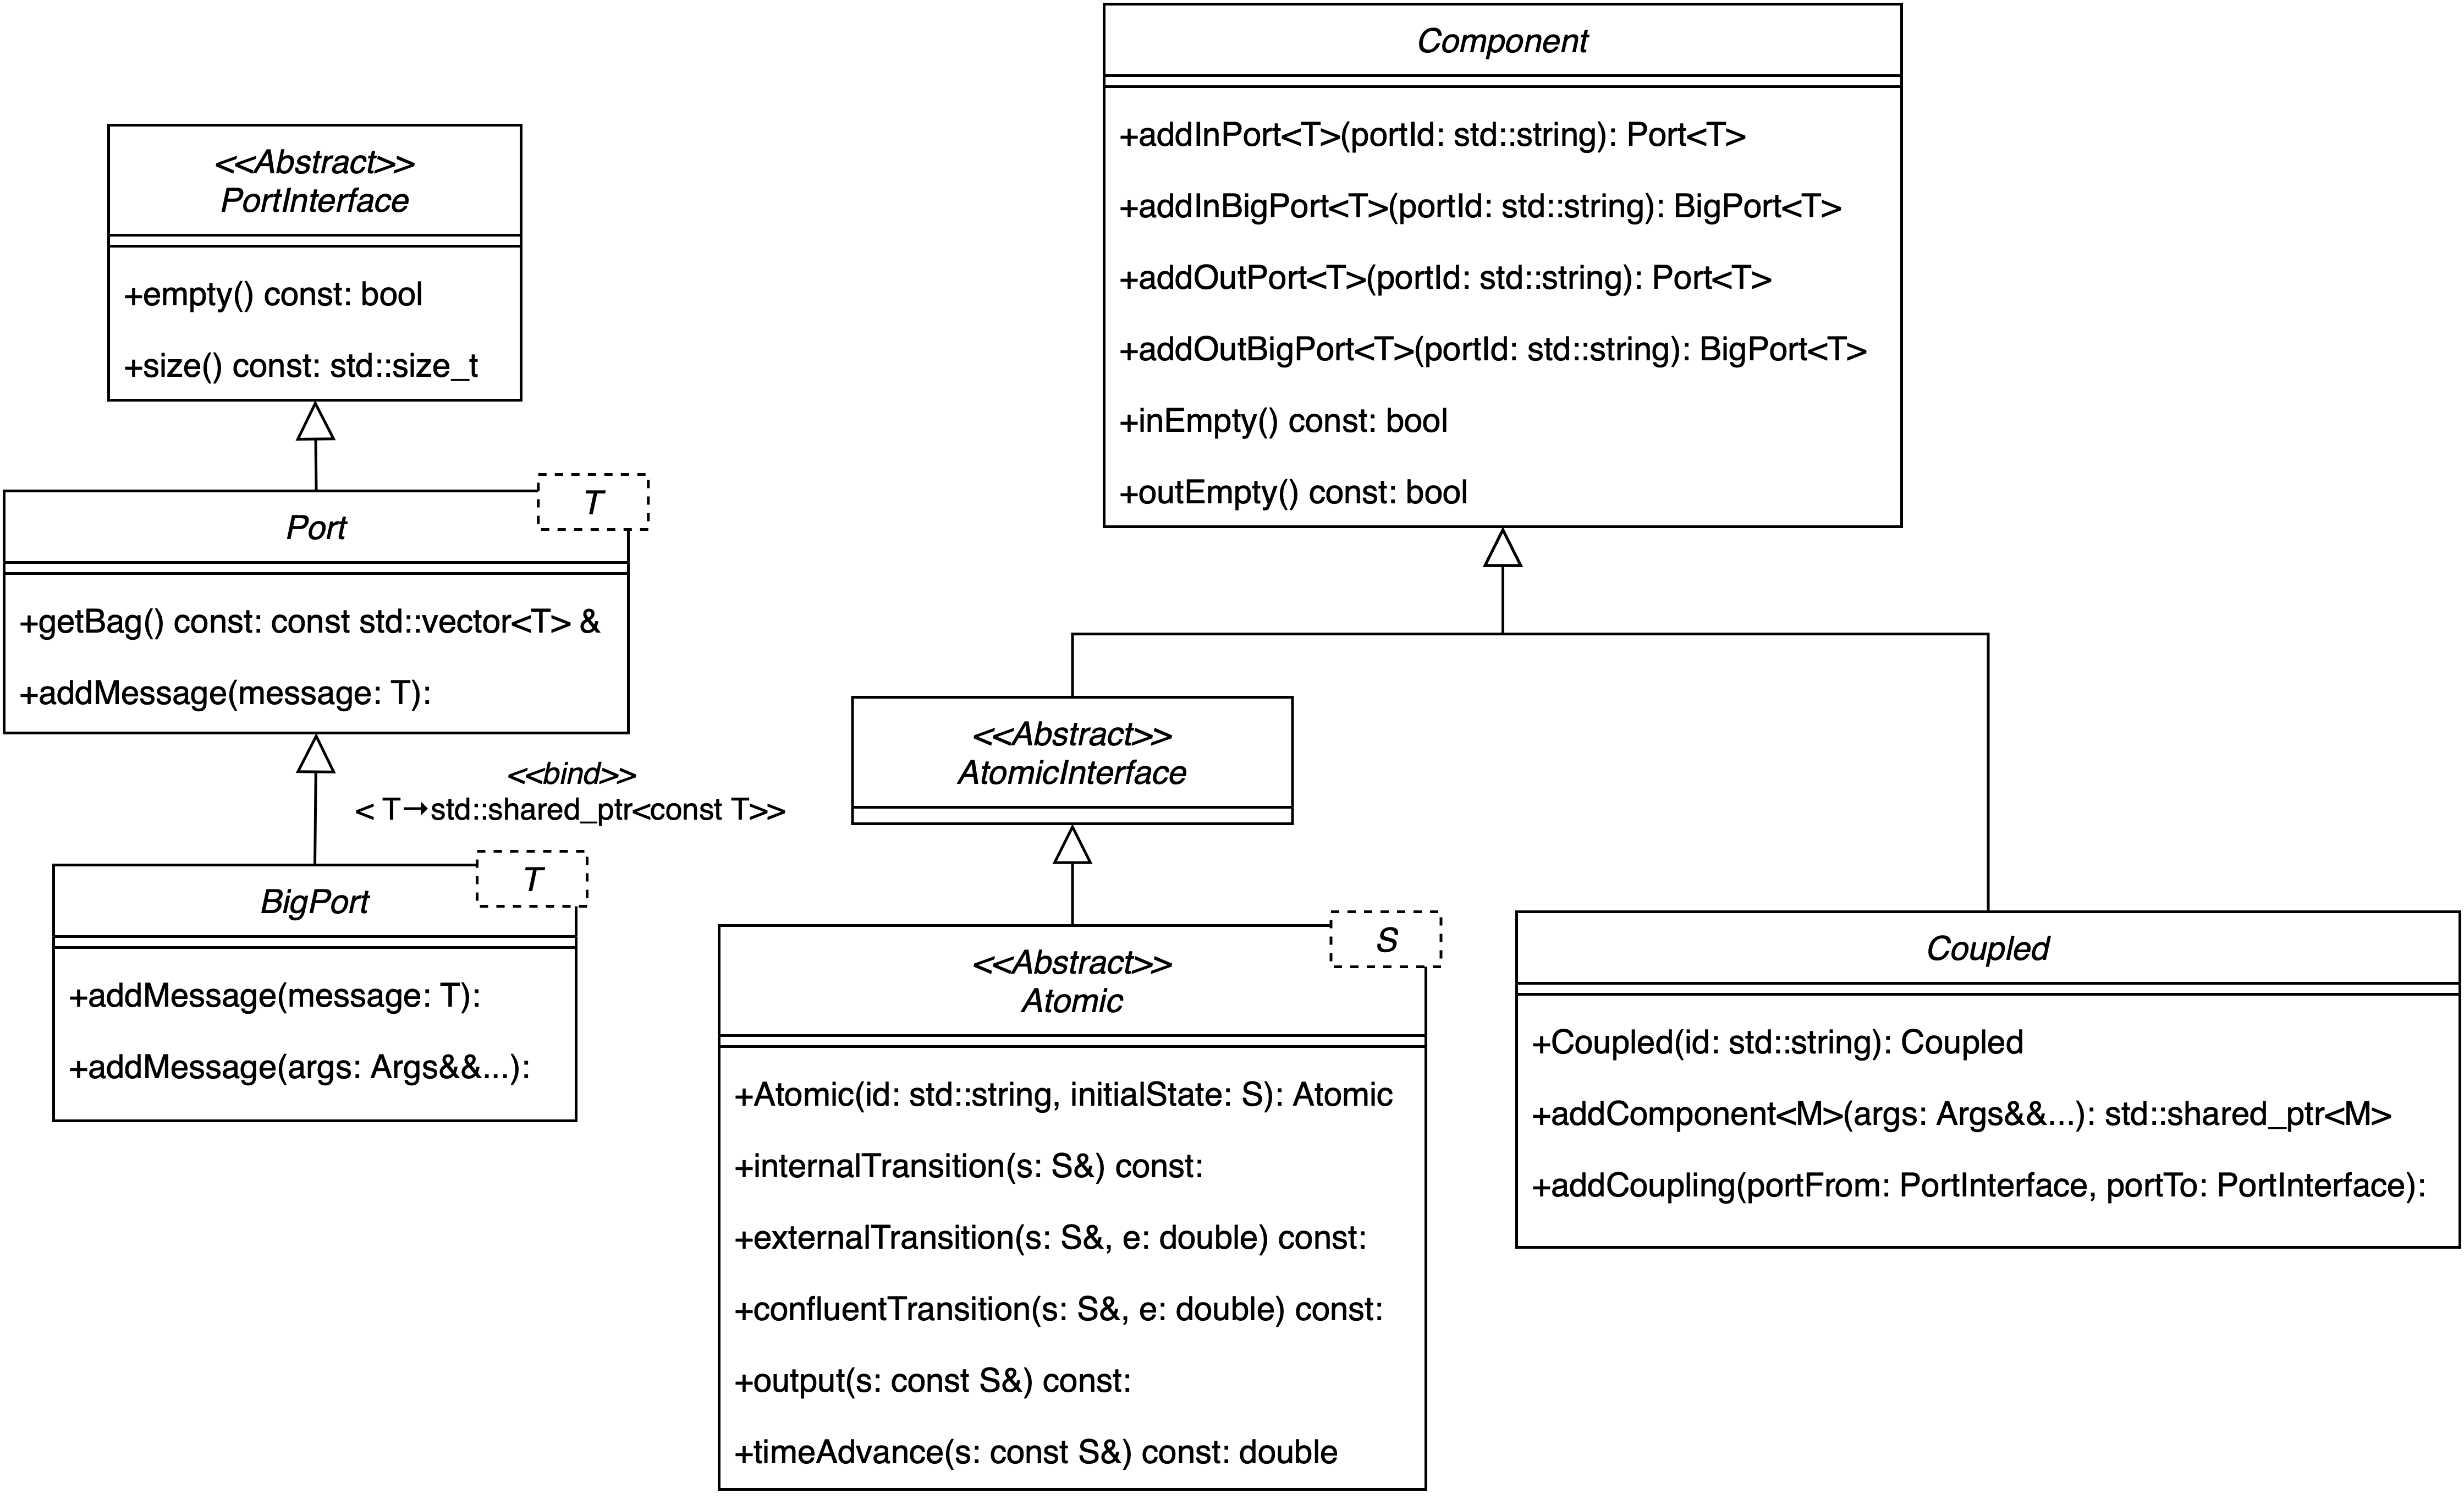 <<Abstract>>
PortInterface
+empty() const: bool
+size() const: std::size_t
T
Port
+getBag() const: const std::vector<T> &
+addMessage(message: T):
<<bind>>
< T→std::shared_ptr<const T>>
T
BigPort
+addMessage(message: T):
+addMessage(args: Args&&...):
Component
+addInPort<T>(portId: std::string): Port<T>
+addInBigPort<T>(portId: std::string): BigPort<T>
+addOutPort<T>(portId: std::string): Port<T>
+addOutBigPort<T>(portId: std::string): BigPort<T>
+inEmpty() const: bool
+outEmpty() const: bool
<<Abstract>>
AtomicInterface
S
<<Abstract>>
Atomic
+Atomic(id: std::string, initialState: S): Atomic
+internalTransition(s: S&) const:
+externalTransition(s: S&, e: double) const:
+confluentTransition(s: S&, e: double) const:
+output(s: const S&) const:
+timeAdvance(s: const S&) const: double
Coupled
+Coupled(id: std::string): Coupled
+addComponent<M>(args: Args&&...): std::shared_ptr<M>
+addCoupling(portFrom: PortInterface, portTo: PortInterface):